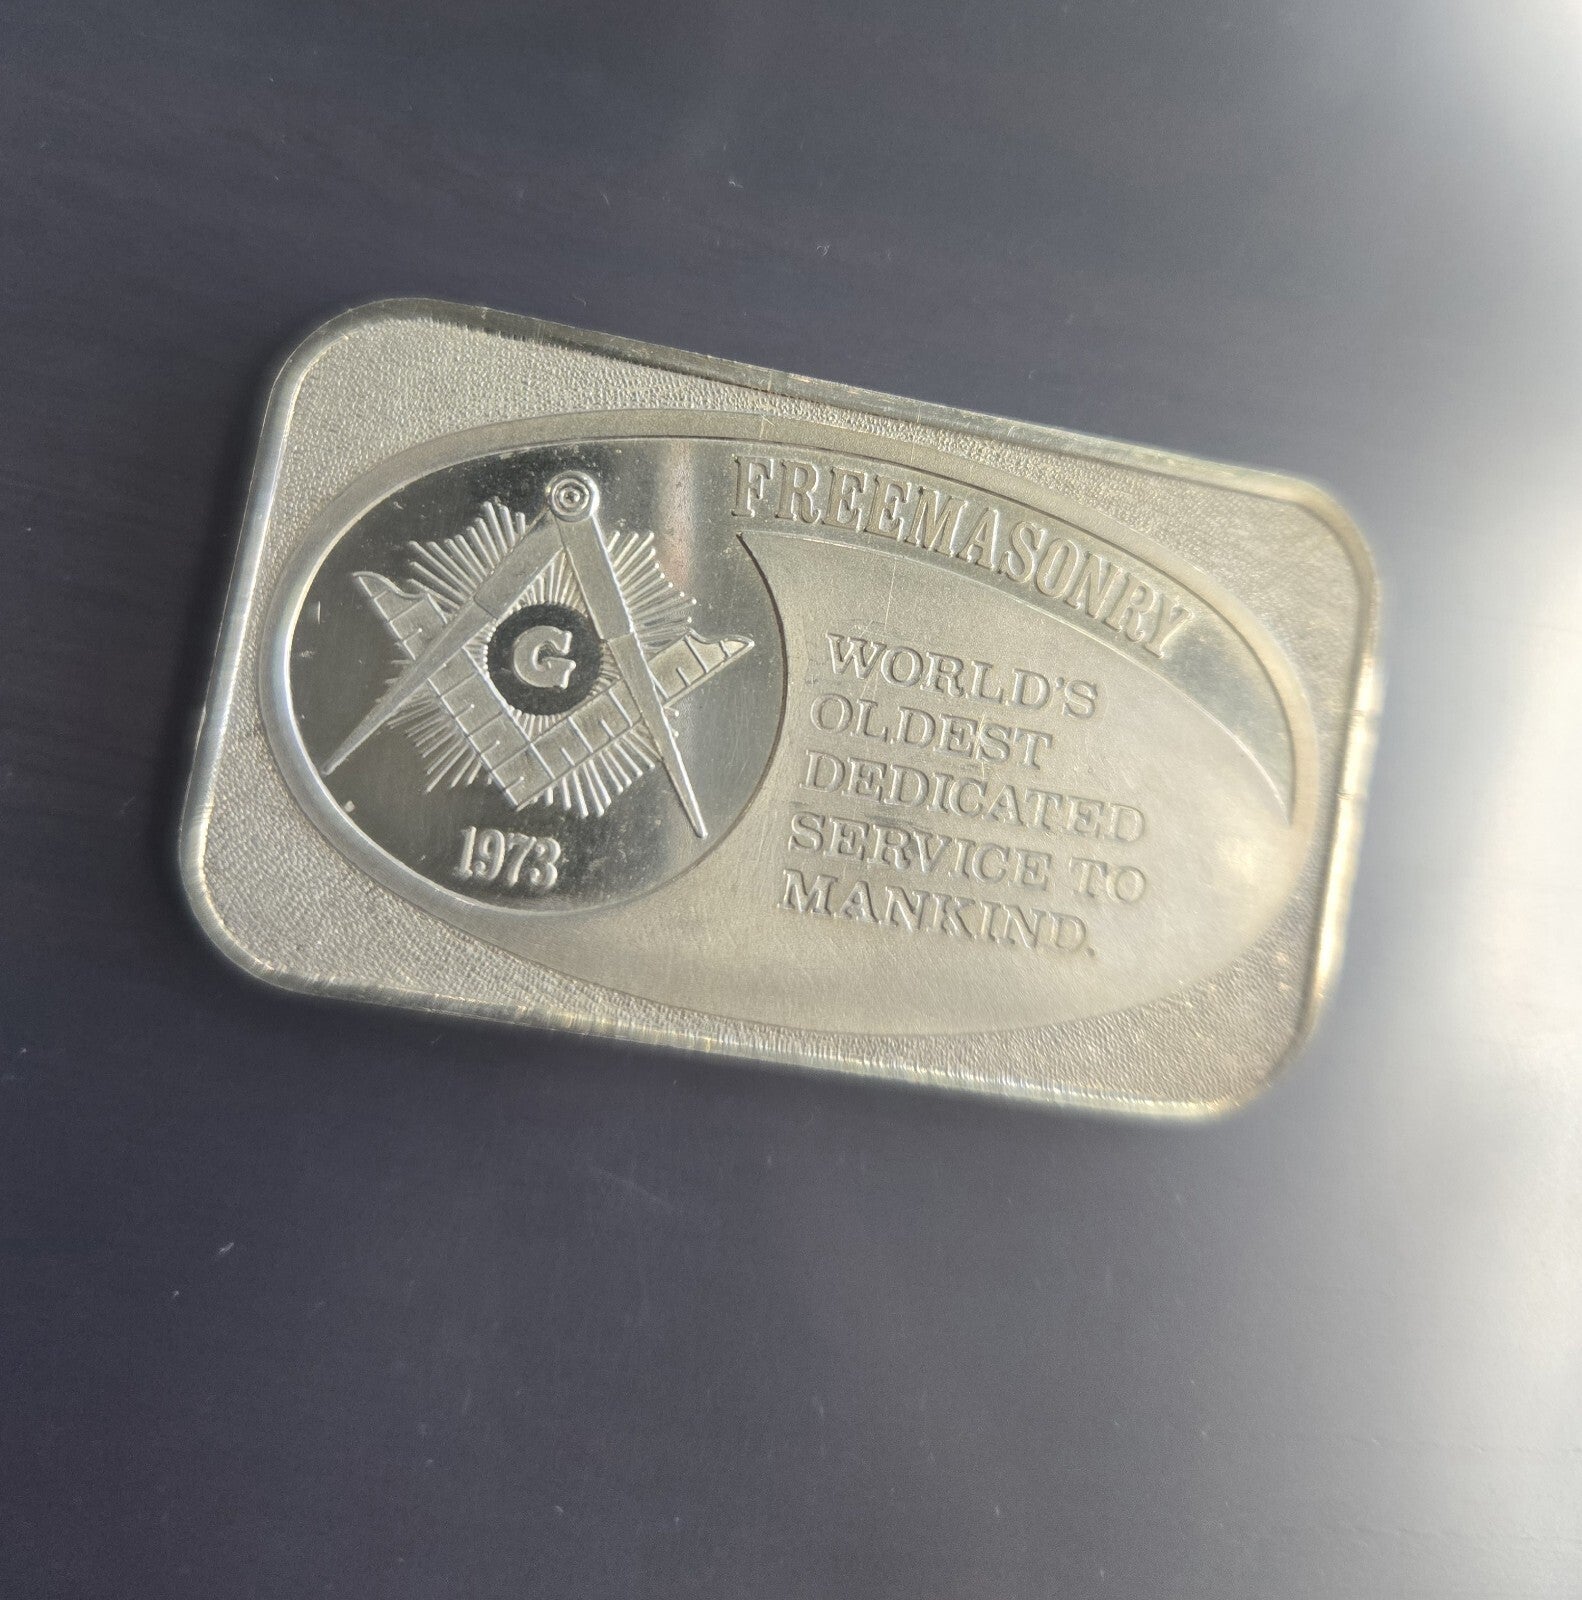 FREEMASONRY
G
1973
WORLD'S
OLDEST
DEDICATED
SERVICE TO
MANKIND.